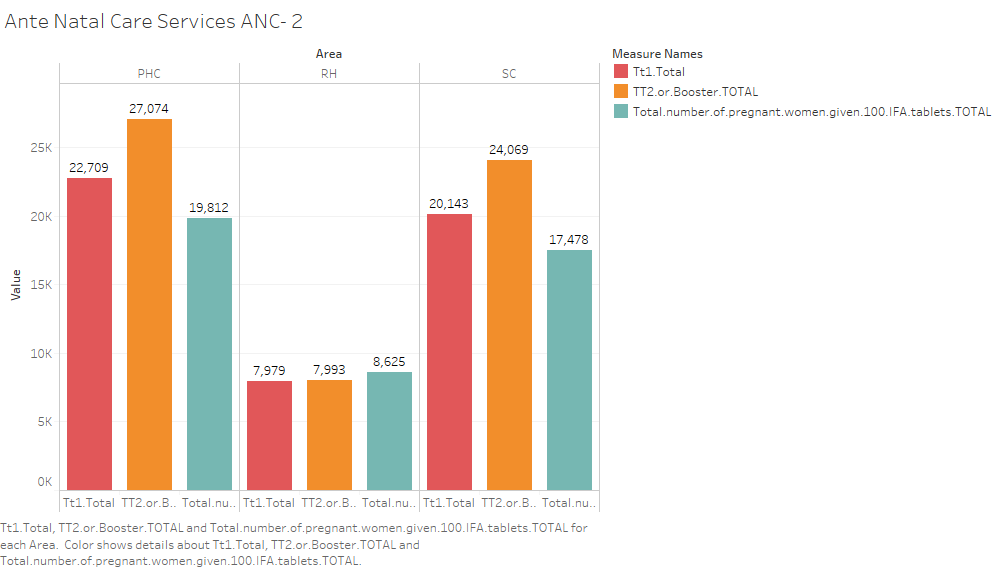 Ante Natal Care Services ANC- 2
Area
PHC RH SC
Measure Names
Tt1.Total
TT2.or.Booster.TOTAL
Total.number.of.pregnant.women.given.100.IFA.tablets.TOTAL
Value
25K
20K
15K
10K
5K
0K
22,709
27,074
19,812
7,979
7,993
8,625
20,143
24,069
17,478
Tt1.Total TT2.or.B.. Total.nu.. Tt1.Total TT2.or.B.. Total.nu.. Tt1.Total TT2.or.B.. Total.nu..
Tt1.Total, TT2.or.Booster.TOTAL and Total.number.of.pregnant.women.given.100.IFA.tablets.TOTAL for
each Area. Color shows details about Tt1.Total, TT2.or.Booster.TOTAL and
Total.number.of.pregnant.women.given.100.IFA.tablets.TOTAL.